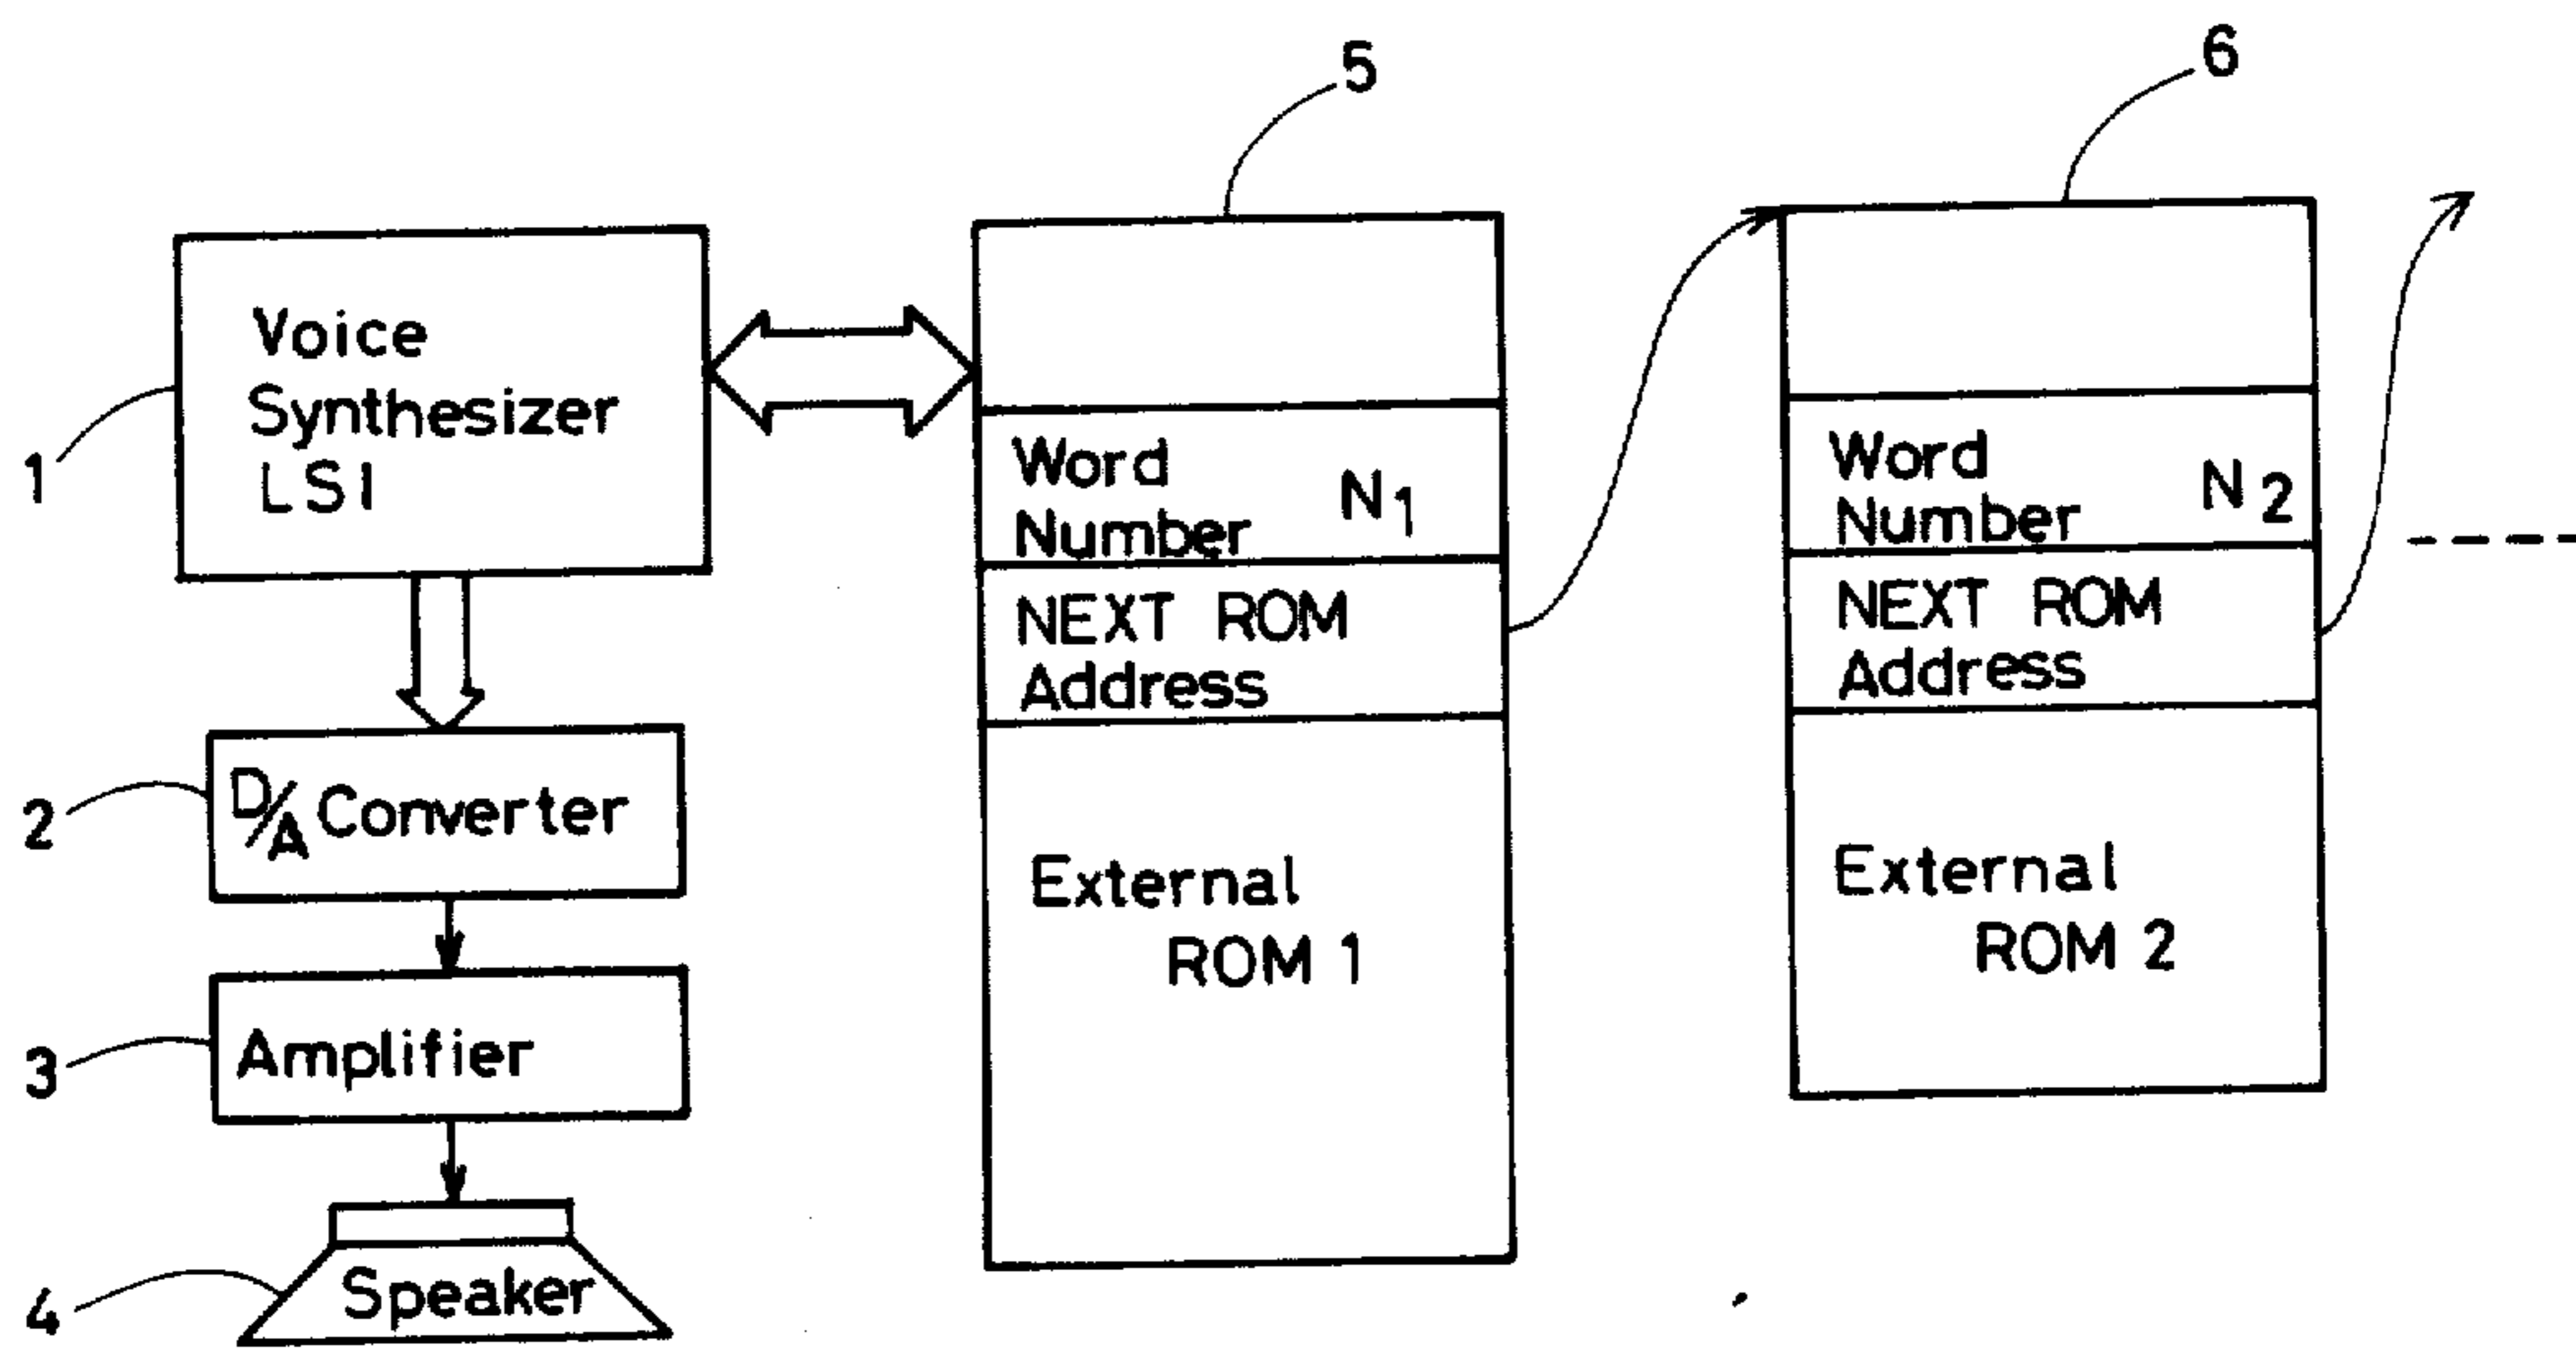 5
6
Voice
Synthesizer
LSI
1
Word
Number N1
NEXT ROM
Address
External
ROM 1
Word
Number N2
NEXT ROM
Address
External
ROM 2
D/A Converter
2
Amplifier
3
Speaker
4